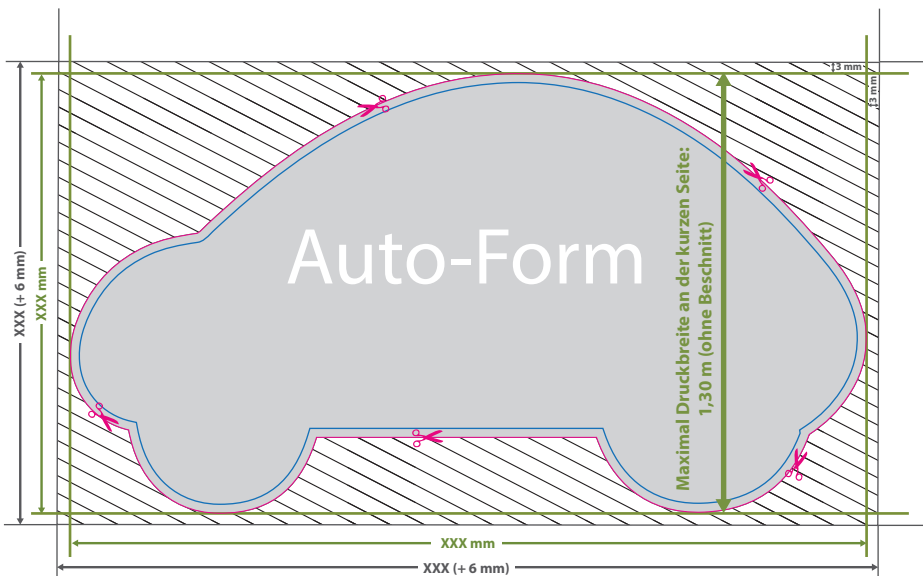 3 mm
3 mm
Auto-Form
Maximal Druckbreite an der kurzen Seite:
1,30 m (ohne Beschnitt)
XXX (+ 6 mm)
XXX mm
XXX mm
XXX (+ 6 mm)